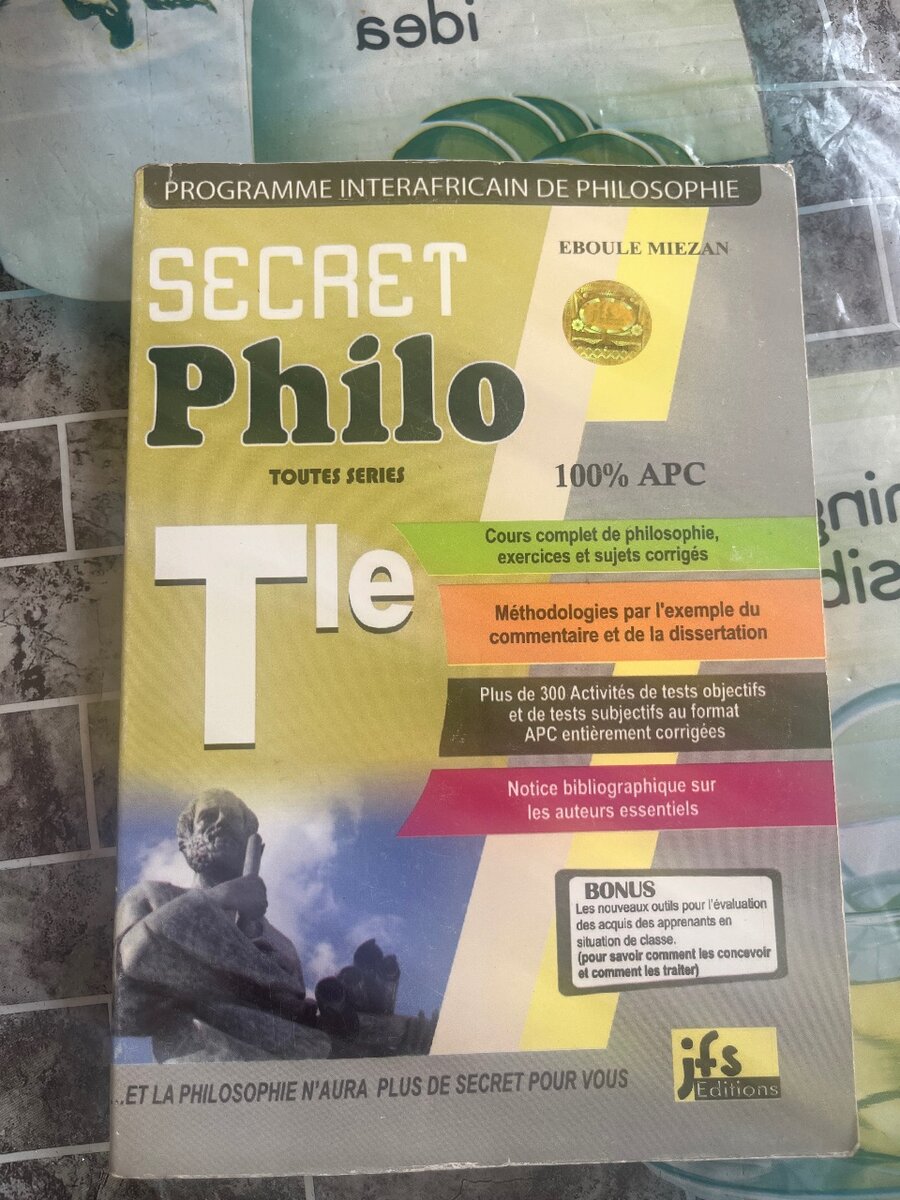 idea
PROGRAMME INTERAFRICAIN DE PHILOSOPHIE
EBOULE MIEZAN
SECRET
Philo
TOUTES SERIES
100% APC
Tle
Cours complet de philosophie,
exercices et sujets corrigés
Méthodologies par l'exemple du
commentaire et de la dissertation
Plus de 300 Activités de tests objectifs
et de tests subjectifs au format
APC entièrement corrigées
Notice bibliographique sur
les auteurs essentiels
BONUS
Les nouveaux outils pour l'évaluation
des acquis des apprenants en
situation de classe.
(pour savoir comment les concevoir
et comment les traiter)
...ET LA PHILOSOPHIE N'AURA PLUS DE SECRET POUR VOUS
jfs
Editions